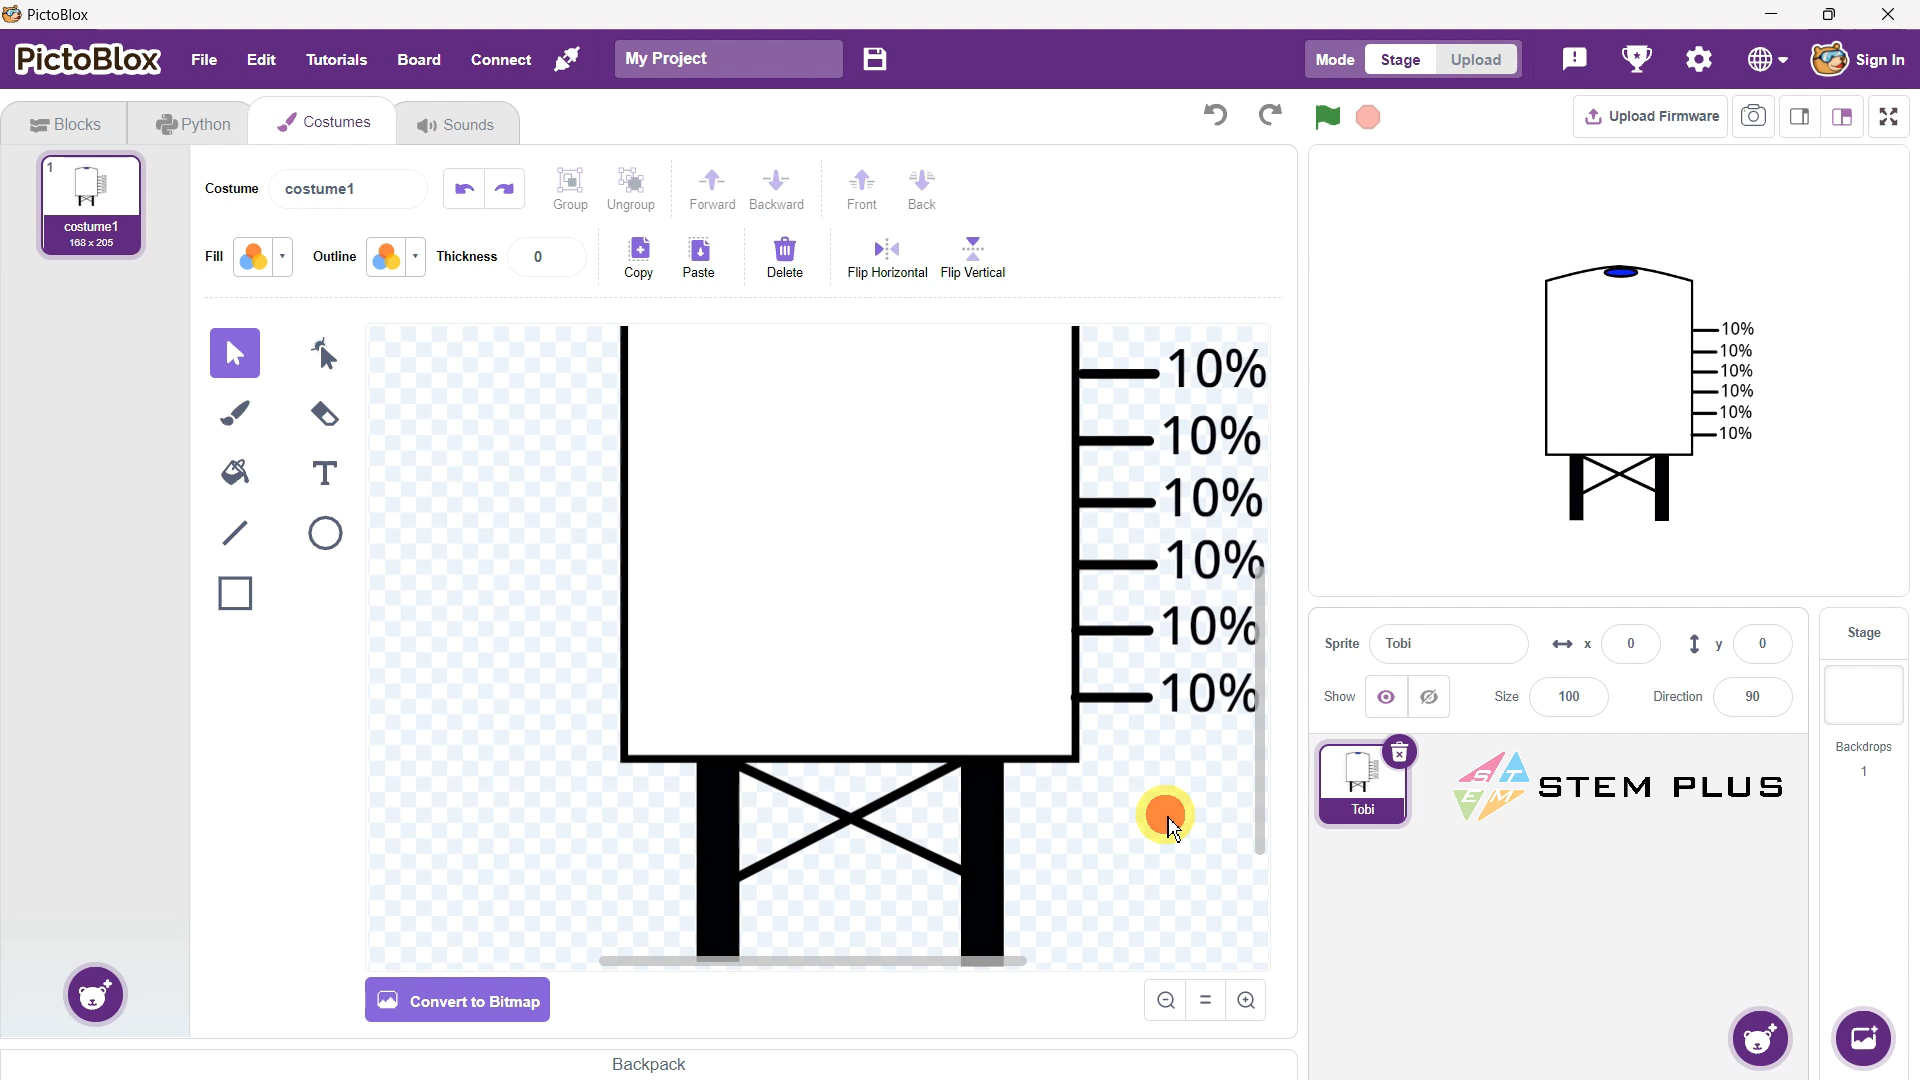 PictoBlox
PictoBlox File Edit Tutorials Board Connect My Project Mode Stage Upload Sign In
Blocks Python Costumes Sounds Upload Firmware
1
costume1
168 x 205
Costume costume1 Group Ungroup Forward Backward Front Back
Fill Outline Thickness 0 Copy Paste Delete Flip Horizontal Flip Vertical
T
10%
10%
10%
10%
10%
10%
Convert to Bitmap
Backpack
10%
10%
10%
10%
10%
10%
Sprite Tobi x 0 y 0
Show Size 100 Direction 90
Tobi
STEM STEM PLUS
Stage
Backdrops
1